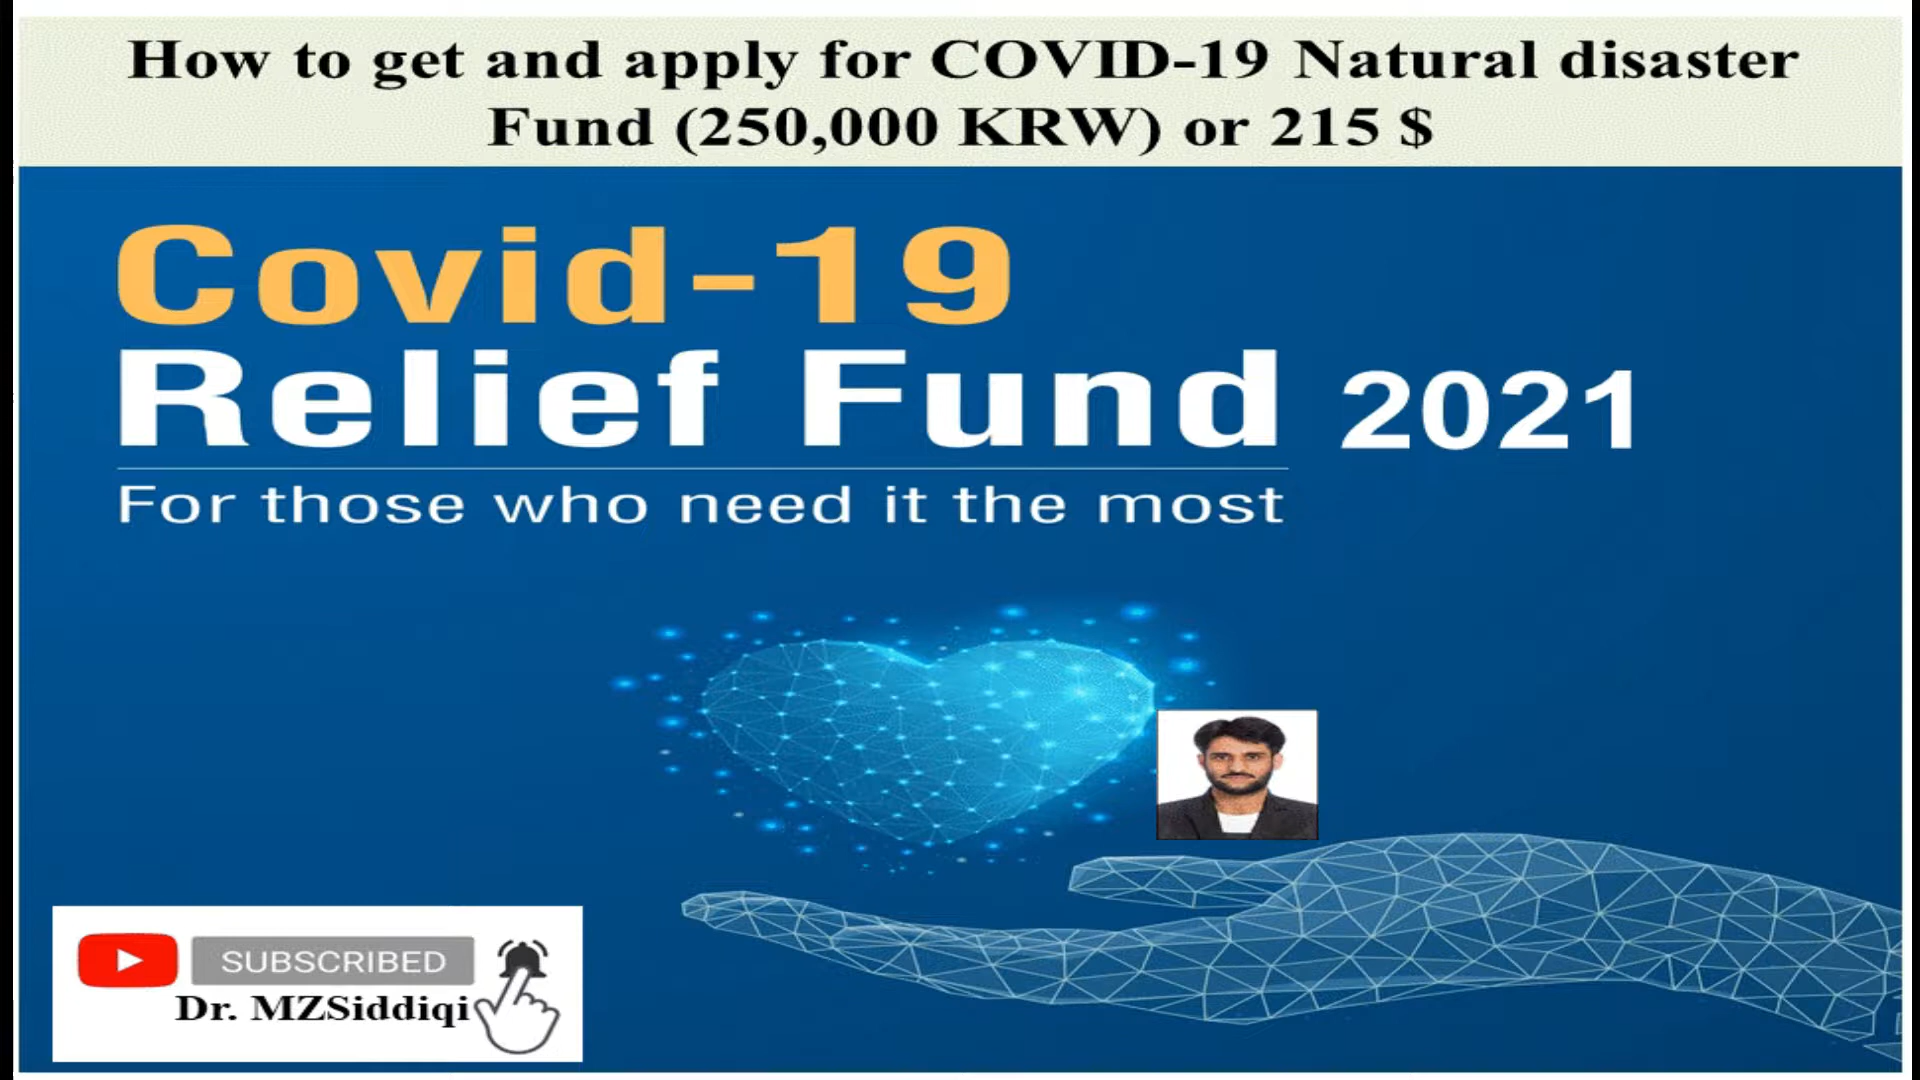 How to get and apply for COVID-19 Natural disaster
Fund (250,000 KRW) or 215 $
Covid-19
Relief Fund 2021
For those who need it the most
SUBSCRIBED
Dr. MZSiddiqi